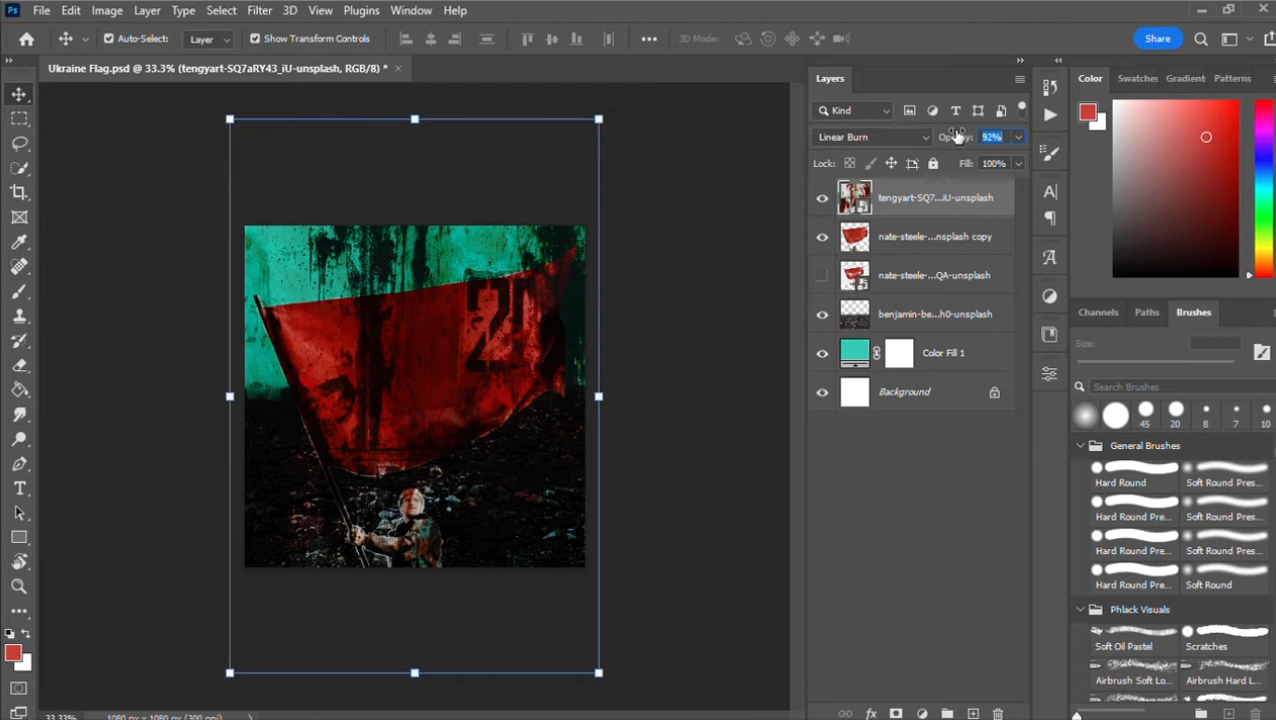 Ps File Edit Image Layer Type Select Filter 3D View Plugins Window Help
Auto-Select: Layer Show Transform Controls 3D Mode: Share
Ukraine Flag.psd @ 33.3% (tengyart-SQ7aRY43_iU-unsplash, RGB/8) *
Layers
Kind
Linear Burn Opacity: 92%
Lock: Fill: 100%
tengyart-SQ7...iU-unsplash
nate-steele-...nsplash copy
nate-steele-...QA-unsplash
benjamin-be...h0-unsplash
Color Fill 1
Background
Color Swatches Gradient: Patterns
Channels Paths Brushes
Size:
Search Brushes
45 20 8 7 10
General Brushes
Hard Round Soft Round Pres...
Hard Round Pre... Soft Round Pres...
Hard Round Pre... Soft Round Pres...
Hard Round Pre... Soft Round
Phlack Visuals
Soft Oil Pastel Scratches
Airbrush Soft Lo... Airbrush Hard L...
33.33% 1080 px x 1080 px (300 ppi)